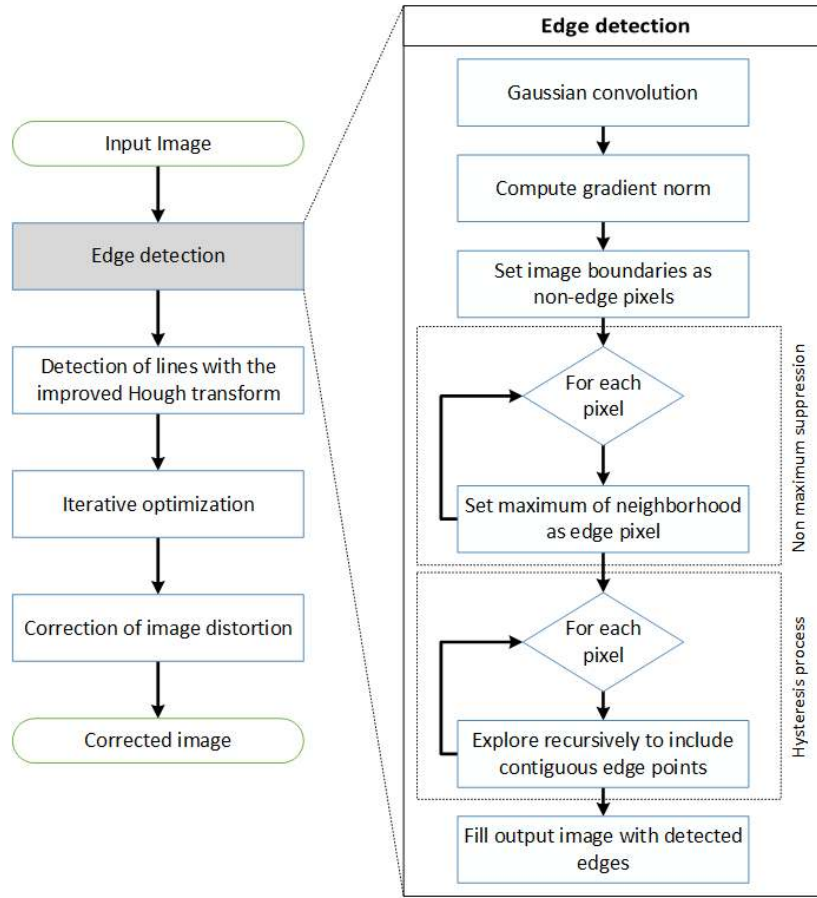 Input Image
Edge detection
Detection of lines with the
improved Hough transform
Iterative optimization
Correction of image distortion
Corrected image
Edge detection
Gaussian convolution
Compute gradient norm
Set image boundaries as
non-edge pixels
For each
pixel
Set maximum of neighborhood
as edge pixel
Non maximum suppression
For each
pixel
Explore recursively to include
contiguous edge points
Hysteresis process
Fill output image with detected
edges